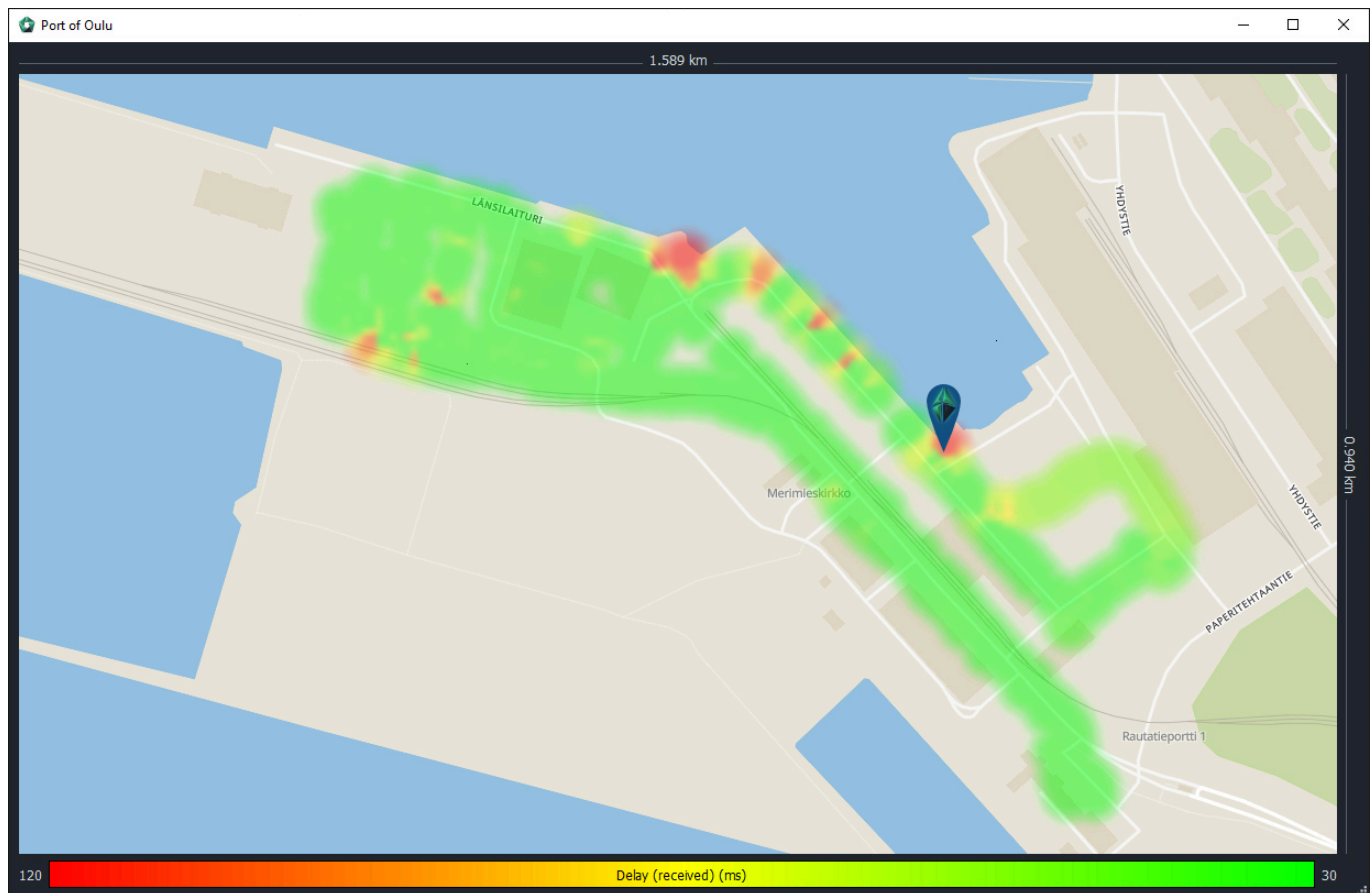 Port of Oulu
1.589 km
LÄNSILAITURI
YHDYSTIE
0.940 km
Merimieskirkko
YHDYSTIE
PAPERITEHTAANTIE
Rautatieportti 1
120
Delay (received) (ms)
30